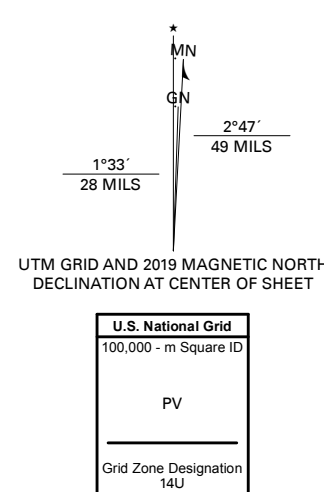 ★
MN
GN
2°47´
49 MILS
1°33´
28 MILS
UTM GRID AND 2019 MAGNETIC NORTH
DECLINATION AT CENTER OF SHEET
U.S. National Grid
100,000 - m Square ID
PV
Grid Zone Designation
14U